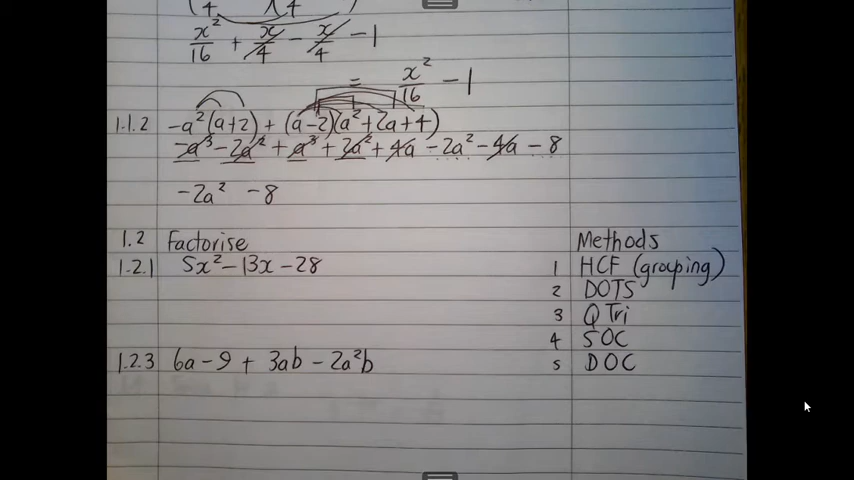 (4 )(4 )
x²/16 + x/4 - x/4 - 1
= x²/16 - 1
1.1.2 -a²(a+2) + (a-2)(a²+2a+4)
-a³ - 2a² + a³ + 2a² + 4a - 2a² - 4a - 8
-2a² - 8
1.2 Factorise Methods
1.2.1 5x² - 13x - 28 1 HCF (grouping)
2 DOTS
3 Q Tri
4 SOC
1.2.3 6a - 9 + 3ab - 2a²b 5 DOC